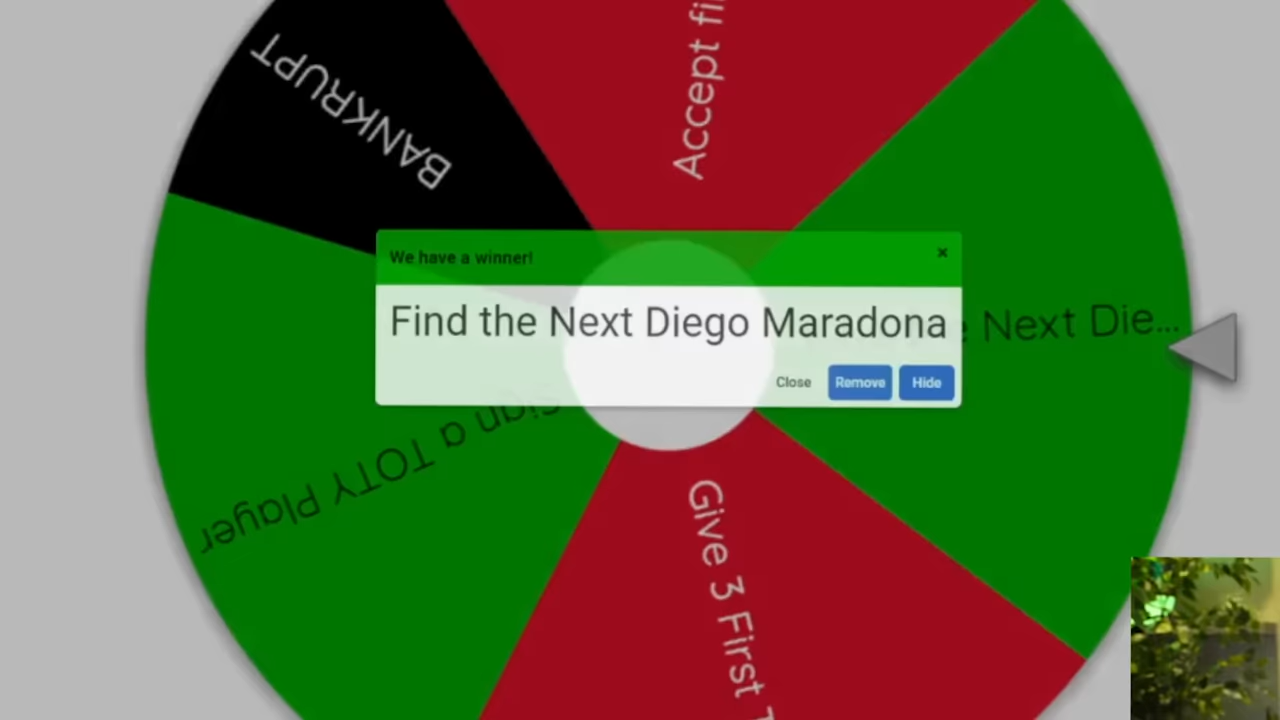 BANKRUPT
Accept
We have a winner!
Find the Next Diego Maradona
Next Die...
Close
Remove
Hide
Sign a TOTY Player
Give 3 First